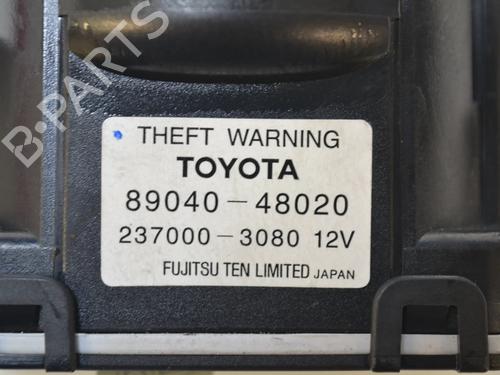 B-PARTS
THEFT WARNING
TOYOTA
89040-48020
237000-3080 12V
FUJITSU TEN LIMITED JAPAN